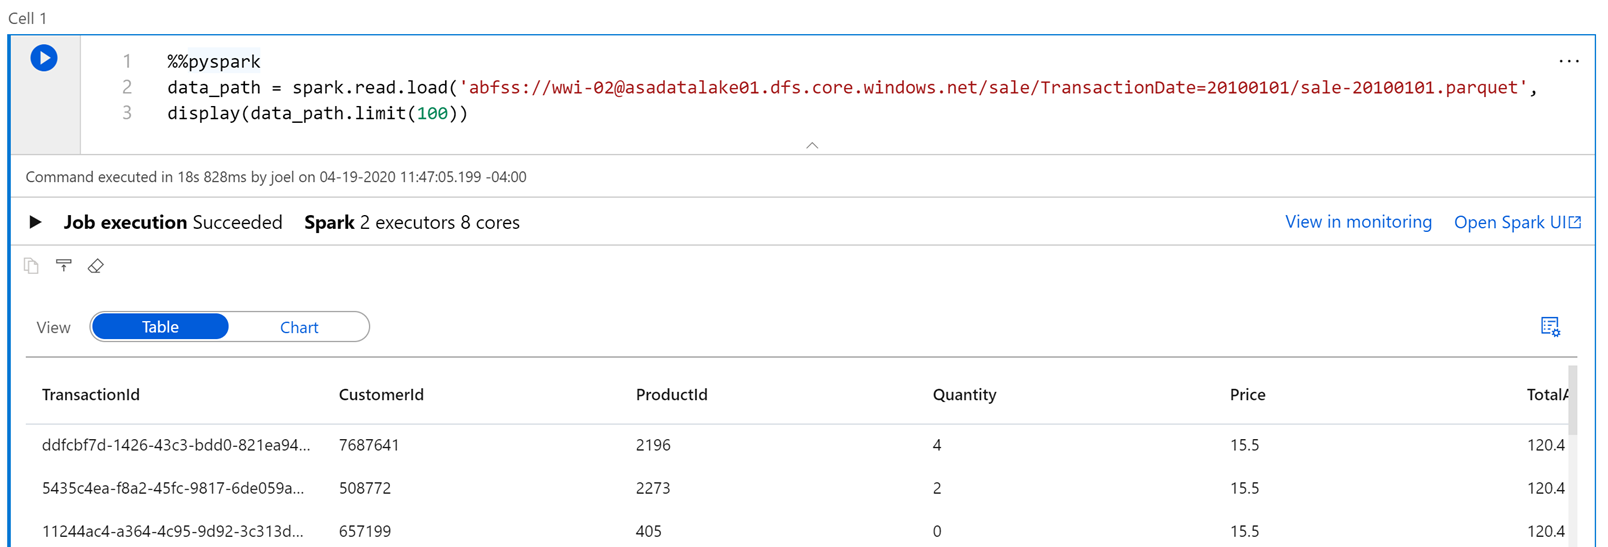 Cell 1
1 %%pyspark
...
2 data_path = spark.read.load('abfss://wwi-02@asadatalake01.dfs.core.windows.net/sale/TransactionDate=20100101/sale-20100101.parquet',
3 display(data_path.limit(100))
Command executed in 18s 828ms by joel on 04-19-2020 11:47:05.199 -04:00
Job execution Succeeded Spark 2 executors 8 cores View in monitoring Open Spark UI
View Table Chart
TransactionId CustomerId ProductId Quantity Price TotalA
ddfcbf7d-1426-43c3-bdd0-821ea94... 7687641 2196 4 15.5 120.4
5435c4ea-f8a2-45fc-9817-6de059a... 508772 2273 2 15.5 120.4
11244ac4-a364-4c95-9d92-3c313d... 657199 405 0 15.5 120.4